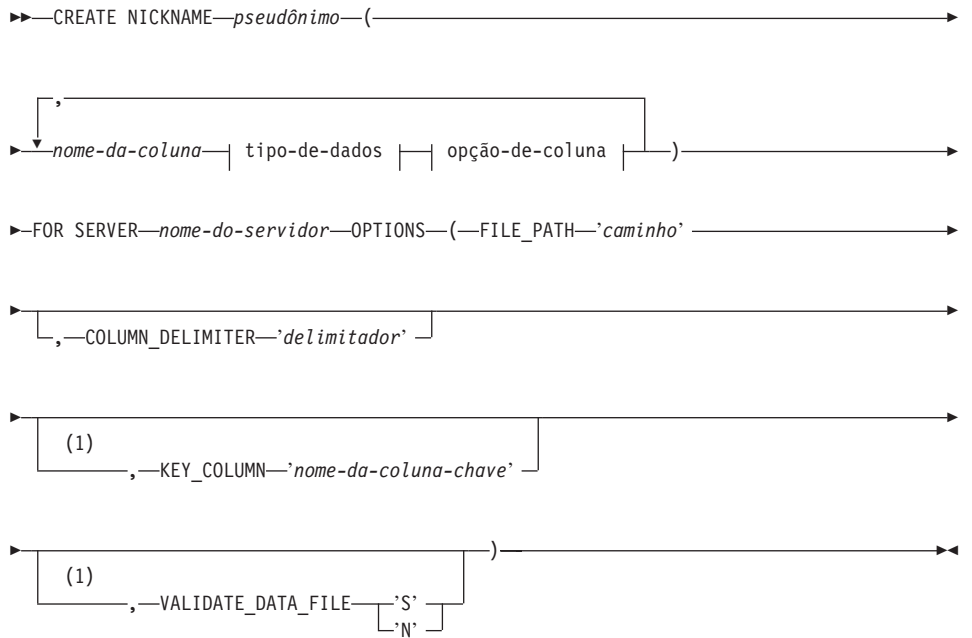 CREATE NICKNAME pseudônimo (
,
nome-da-coluna tipo-de-dados opção-de-coluna )
FOR SERVER nome-do-servidor OPTIONS ( FILE_PATH ’caminho’
, COLUMN_DELIMITER ’delimitador’
(1)
, KEY_COLUMN ’nome-da-coluna-chave’
)
(1)
, VALIDATE_DATA_FILE ’S’
’N’